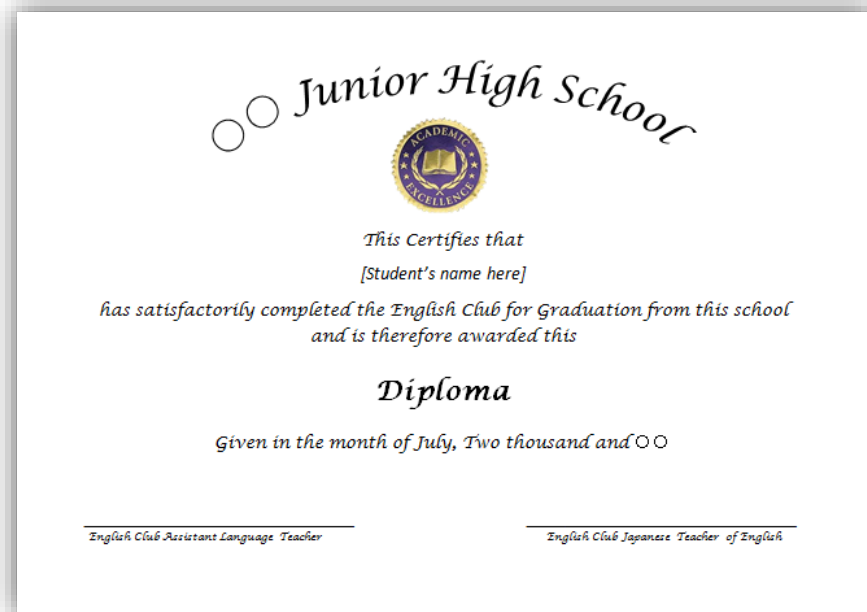 ○○ Junior High School
ACADEMIC
EXCELLENCE
This Certifies that
[Student's name here]
has satisfactorily completed the English Club for Graduation from this school
and is therefore awarded this
Diploma
Given in the month of July, Two thousand and ○○
English Club Assistant Language Teacher
English Club Japanese Teacher of English